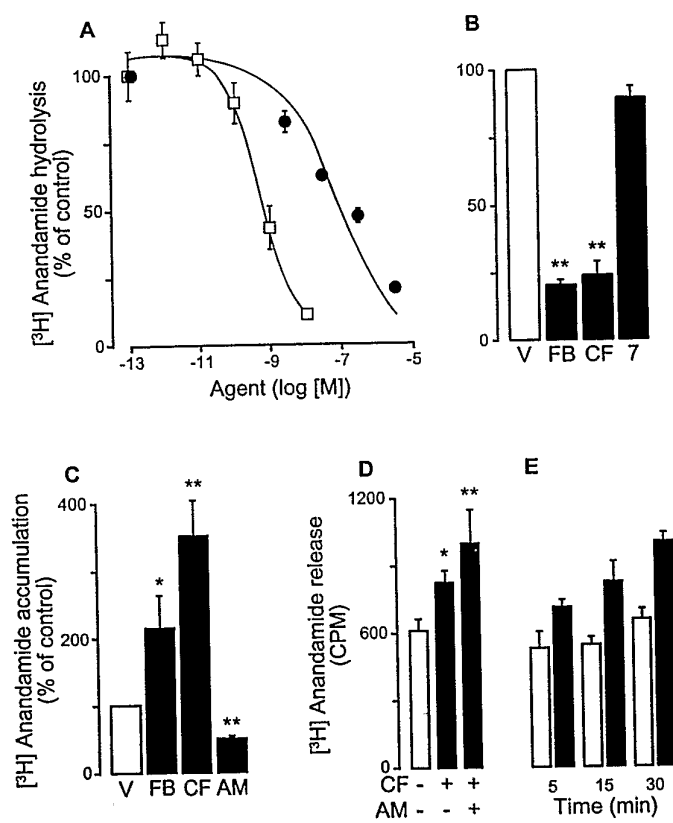 A
[³H] Anandamide hydrolysis
(% of control)
100
50
0
-13
-11
-9
-7
-5
Agent (log [M])
B
100
50
0
**
**
V
FB
CF
7
C
[³H] Anandamide accumulation
(% of control)
400
200
0
*
**
**
V
FB
CF
AM
D
[³H] Anandamide release
(CPM)
1200
600
0
*
**
CF - + +
AM - - +
E
5
15
30
Time (min)